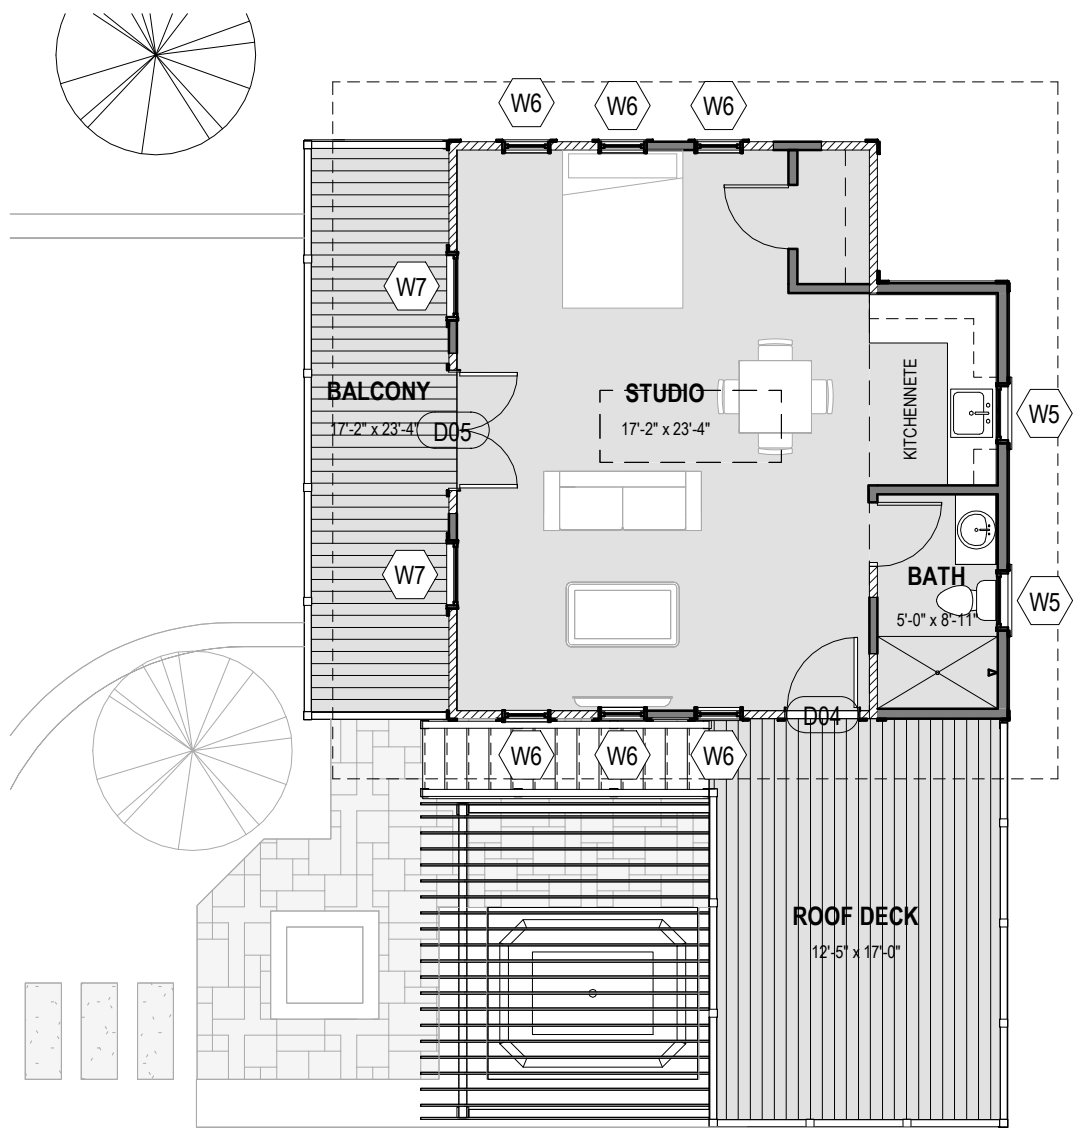 W6
W6
W6
W7
BALCONY
17'-2" x 23'-4"
D05
STUDIO
17'-2" x 23'-4"
KITCHENNETE
W5
W7
BATH
5'-0" x 8'-11"
W5
D04
W6
W6
W6
ROOF DECK
12'-5" x 17'-0"